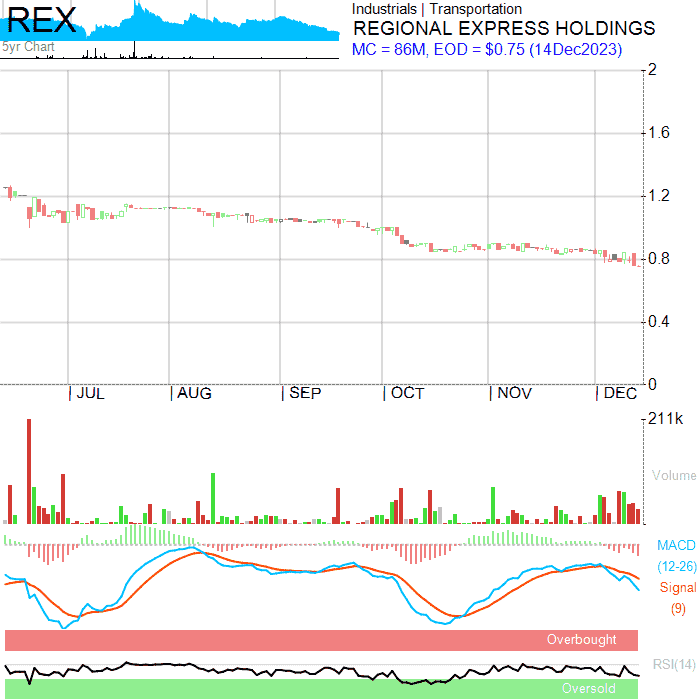 REX
5yr Chart
Industrials | Transportation
REGIONAL EXPRESS HOLDINGS
MC = 86M, EOD = $0.75 (14Dec2023)
2
1.6
1.2
0.8
0.4
0
JUL AUG SEP OCT NOV DEC
211k
Volume
MACD
(12-26)
Signal
(9)
Overbought
RSI(14)
Oversold